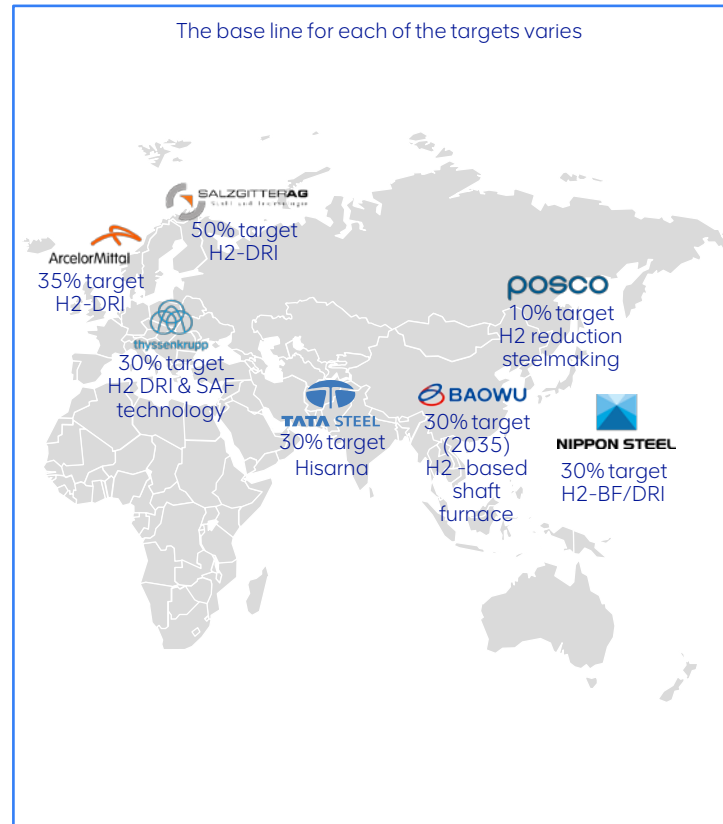 The base line for each of the targets varies
SALZGITTERAG
50% target
H2-DRI
ArcelorMittal
35% target
H2-DRI
thyssenkrupp
30% target
H2 DRI & SAF
technology
posco
10% target
H2 reduction
steelmaking
TATA STEEL
30% target
Hisarna
BAOWU
30% target
(2035)
H2 -based
shaft
furnace
NIPPON STEEL
30% target
H2-BF/DRI